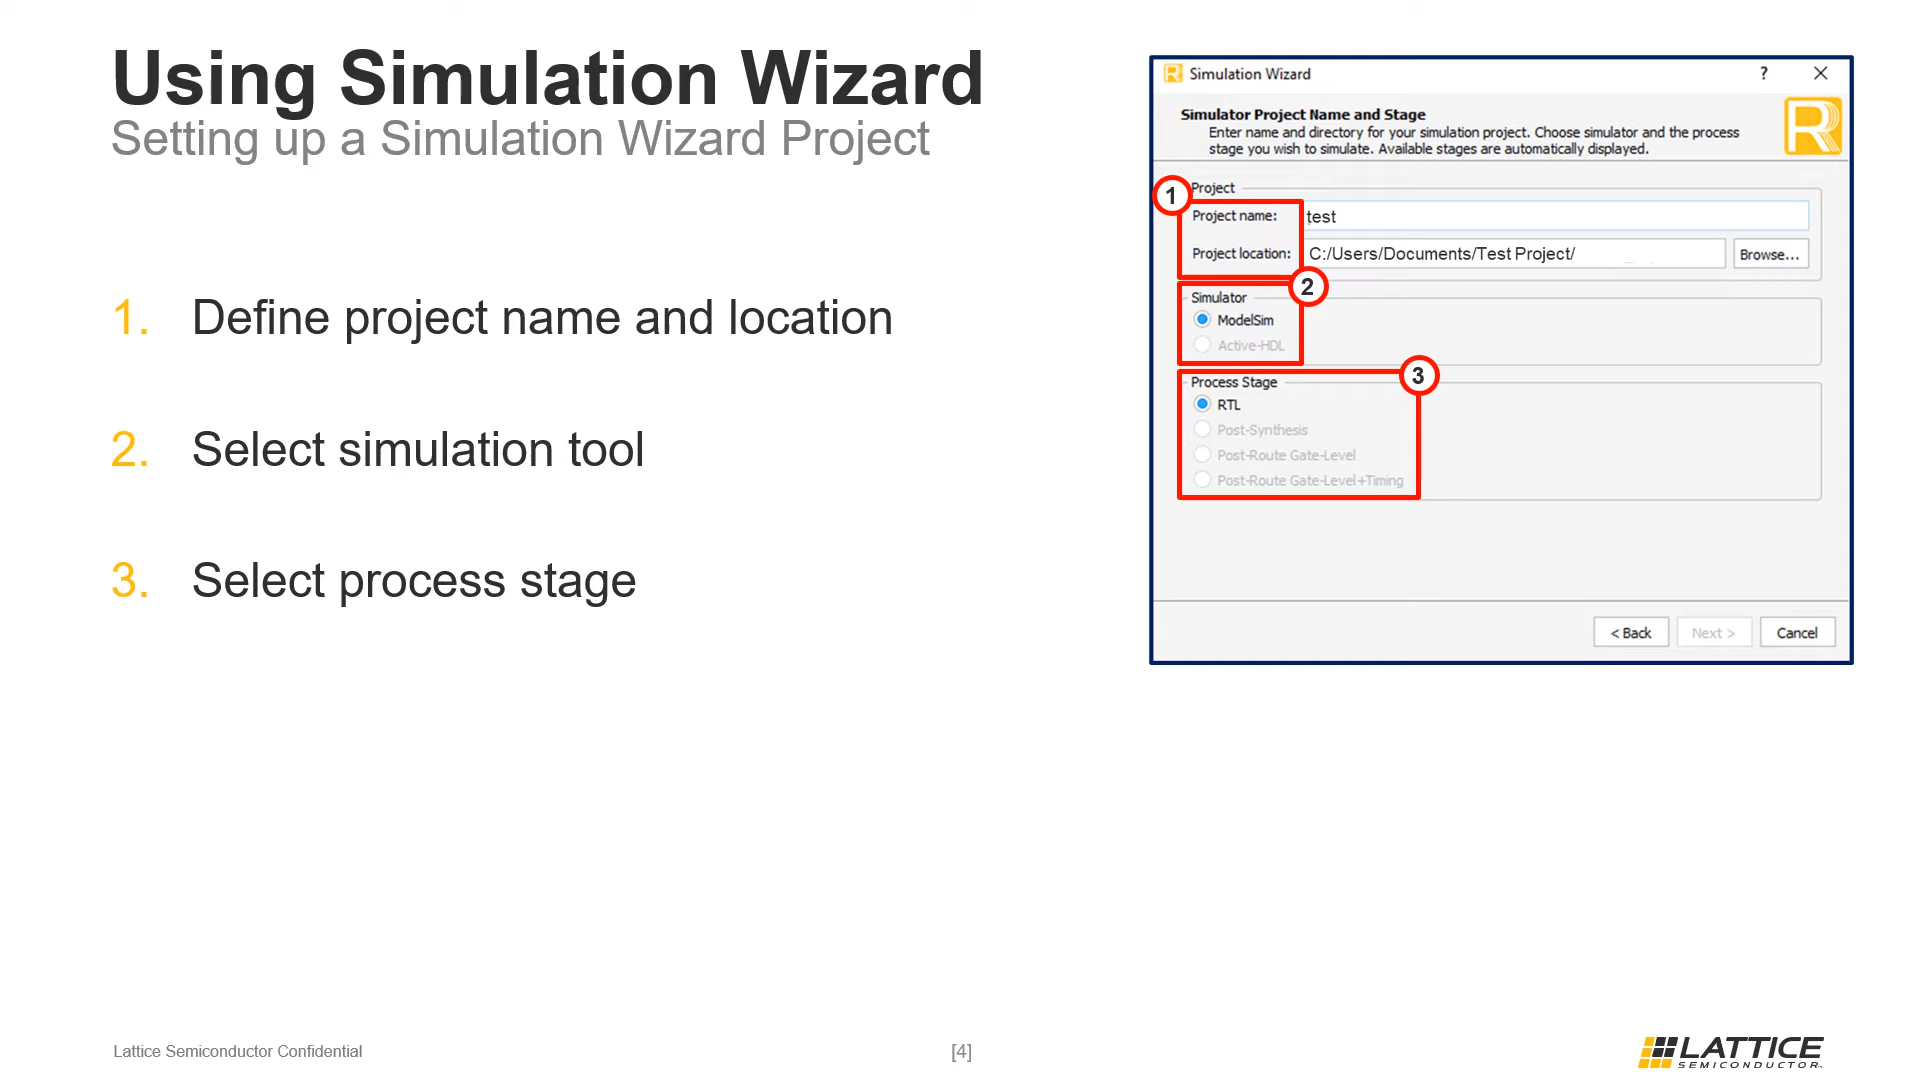 Using Simulation Wizard
Setting up a Simulation Wizard Project
1. Define project name and location
2. Select simulation tool
3. Select process stage
Simulation Wizard ?
Simulator Project Name and Stage
Enter name and directory for your simulation project. Choose simulator and the process
stage you wish to simulate. Available stages are automatically displayed.
R
1
Project
Project name: test
Project location: C:/Users/Documents/Test Project/ Browse...
2
Simulator
ModelSim
Active-HDL
3
Process Stage
RTL
Post-Synthesis
Post-Route Gate-Level
Post-Route Gate-Level+Timing
< Back Next > Cancel
Lattice Semiconductor Confidential
[4]
LATTICE
SEMICONDUCTOR